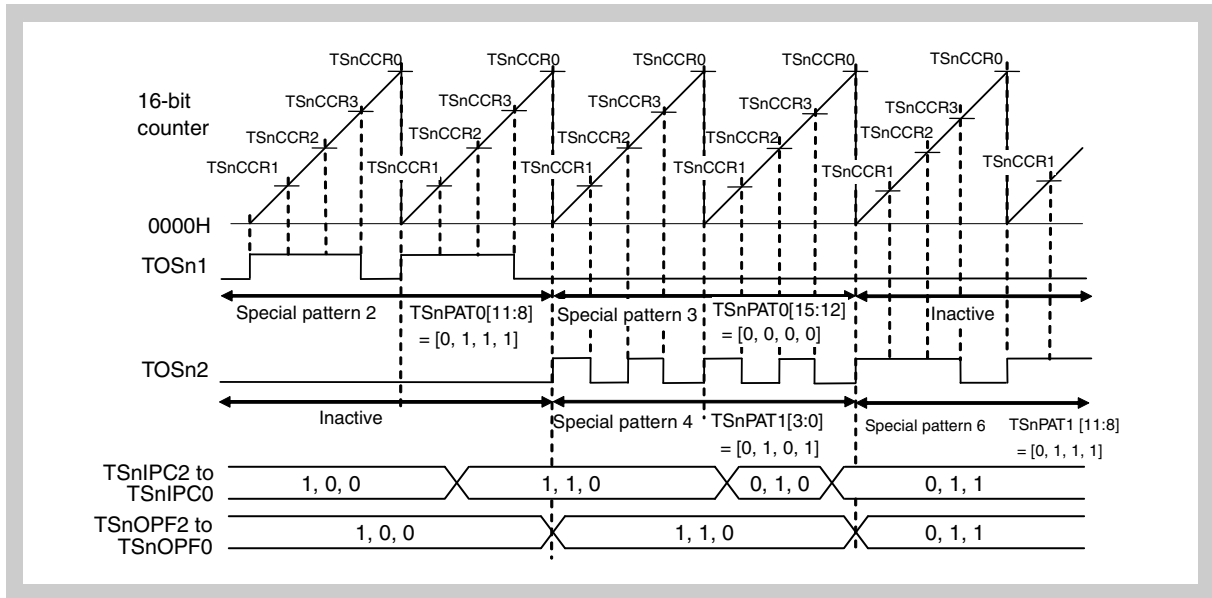 TSnCCR0 TSnCCR0 TSnCCR0 TSnCCR0 TSnCCR0
16-bit
counter
TSnCCR3 TSnCCR3 TSnCCR3 TSnCCR3 TSnCCR3
TSnCCR2 TSnCCR2 TSnCCR2 TSnCCR2 TSnCCR2
TSnCCR1 TSnCCR1 TSnCCR1 TSnCCR1 TSnCCR1 TSnCCR1
0000H
TOSn1
Special pattern 2 TSnPAT0[11:8] Special pattern 3 TSnPAT0[15:12] Inactive
= [0, 1, 1, 1] = [0, 0, 0, 0]
TOSn2
Inactive Special pattern 4 TSnPAT1[3:0] Special pattern 6 TSnPAT1 [11:8]
= [0, 1, 0, 1] = [0, 1, 1, 1]
TSnIPC2 to
TSnIPC0
1, 0, 0 1, 1, 0 0, 1, 0 0, 1, 1
TSnOPF2 to
TSnOPF0
1, 0, 0 1, 1, 0 0, 1, 1